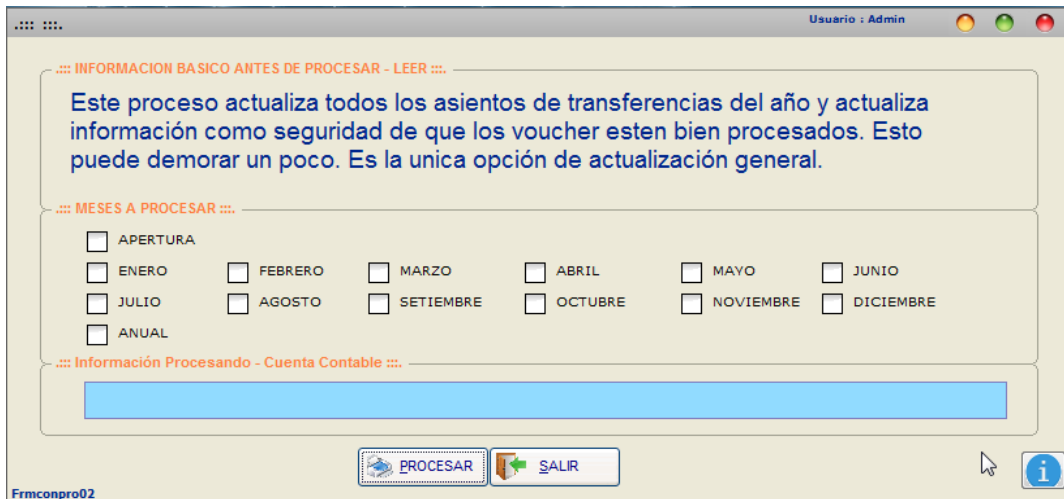 .::: :::.
Usuario : Admin
.::: INFORMACION BASICO ANTES DE PROCESAR - LEER :::.
Este proceso actualiza todos los asientos de transferencias del año y actualiza
información como seguridad de que los voucher esten bien procesados. Esto
puede demorar un poco. Es la unica opción de actualización general.
.::: MESES A PROCESAR :::.
APERTURA
ENERO FEBRERO MARZO ABRIL MAYO JUNIO
JULIO AGOSTO SETIEMBRE OCTUBRE NOVIEMBRE DICIEMBRE
ANUAL
.::: Información Procesando - Cuenta Contable :::.
PROCESAR SALIR
Frmconpro02